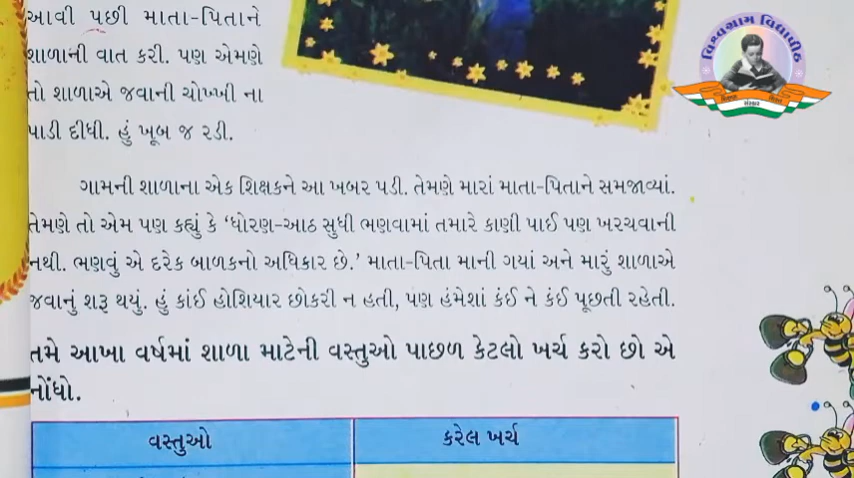 આવી પછી માતા-પિતાને
શાળાની વાત કરી. પણ એમણે
તો શાળાએ જવાની ચોખ્ખી ના
પાડી દીધી. હું ખૂબ જ રડી.
ગામની શાળાના એક શિક્ષકને આ ખબર પડી. તેમણે મારાં માતા-પિતાને સમજાવ્યાં.
તેમણે તો એમ પણ કહ્યું કે ‘ધોરણ-આઠ સુધી ભણવામાં તમારે કાણી પાઈ પણ ખરચવાની
નથી. ભણવું એ દરેક બાળકનો અધિકાર છે.’ માતા-પિતા માની ગયાં અને મારું શાળાએ
જવાનું શરૂ થયું. હું કાંઈ હોશિયાર છોકરી ન હતી, પણ હંમેશાં કંઈ ને કંઈ પૂછતી રહેતી.
તમે આખા વર્ષમાં શાળા માટેની વસ્તુઓ પાછળ કેટલો ખર્ચ કરો છો એ
નોંધો.
વસ્તુઓ કરેલ ખર્ચ
વિશ્વગ્રામ વિદ્યાપીઠ